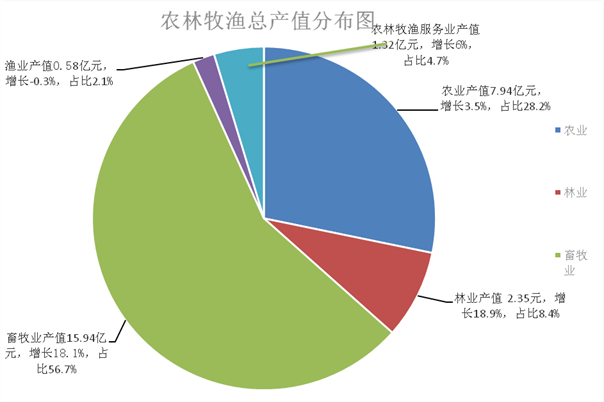 农林牧渔总产值分布图
农林牧渔服务业产值
1.32亿元，增长6%，
占比4.7%
渔业产值0.58亿元，
增长-0.3%，占比2.1%
农业产值7.94亿元，
增长3.5%，占比28.2%
农业
林业
畜牧
业
林业产值 2.35元，增
长18.9%，占比8.4%
畜牧业产值15.94亿
元，增长18.1%，占
比56.7%